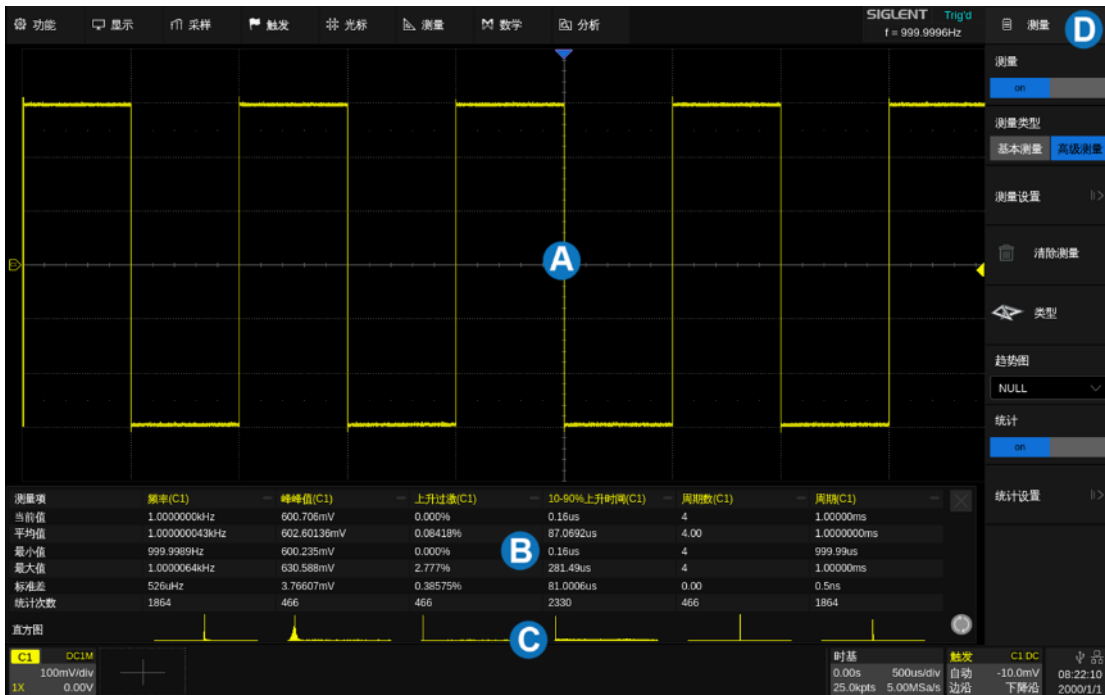 功能 显示 采样 触发 光标 测量 数学 分析
SIGLENT Trig'd
f = 999.9996Hz
测量
D
测量
on
测量类型
基本测量 高级测量
测量设置
清除测量
类型
趋势图
NULL
统计
on
统计设置
A
测量项 频率(C1) 峰峰值(C1) 上升过激(C1) 10-90%上升时间(C1) 周期数(C1) 周期(C1)
当前值 1.0000000kHz 600.706mV 0.000% 0.16us 4 1.00000ms
平均值 1.000000043kHz 602.60136mV 0.08418% 87.0692us 4.00 1.0000000ms
最小值 999.9989Hz 600.235mV 0.000% 0.16us 4 999.99us
最大值 1.0000064kHz 630.588mV 2.777% 281.49us 4 1.00000ms
标准差 526uHz 3.76607mV 0.38575% 81.0006us 0.00 0.5ns
统计次数 1864 466 466 2330 466 1864
B
直方图
C
C1 DC1M
100mV/div
1X 0.00V
时基
0.00s 500us/div
25.0kpts 5.00MSa/s
触发 C1 DC
自动 -10.0mV
边沿 下降沿
08:22:10
2000/1/1